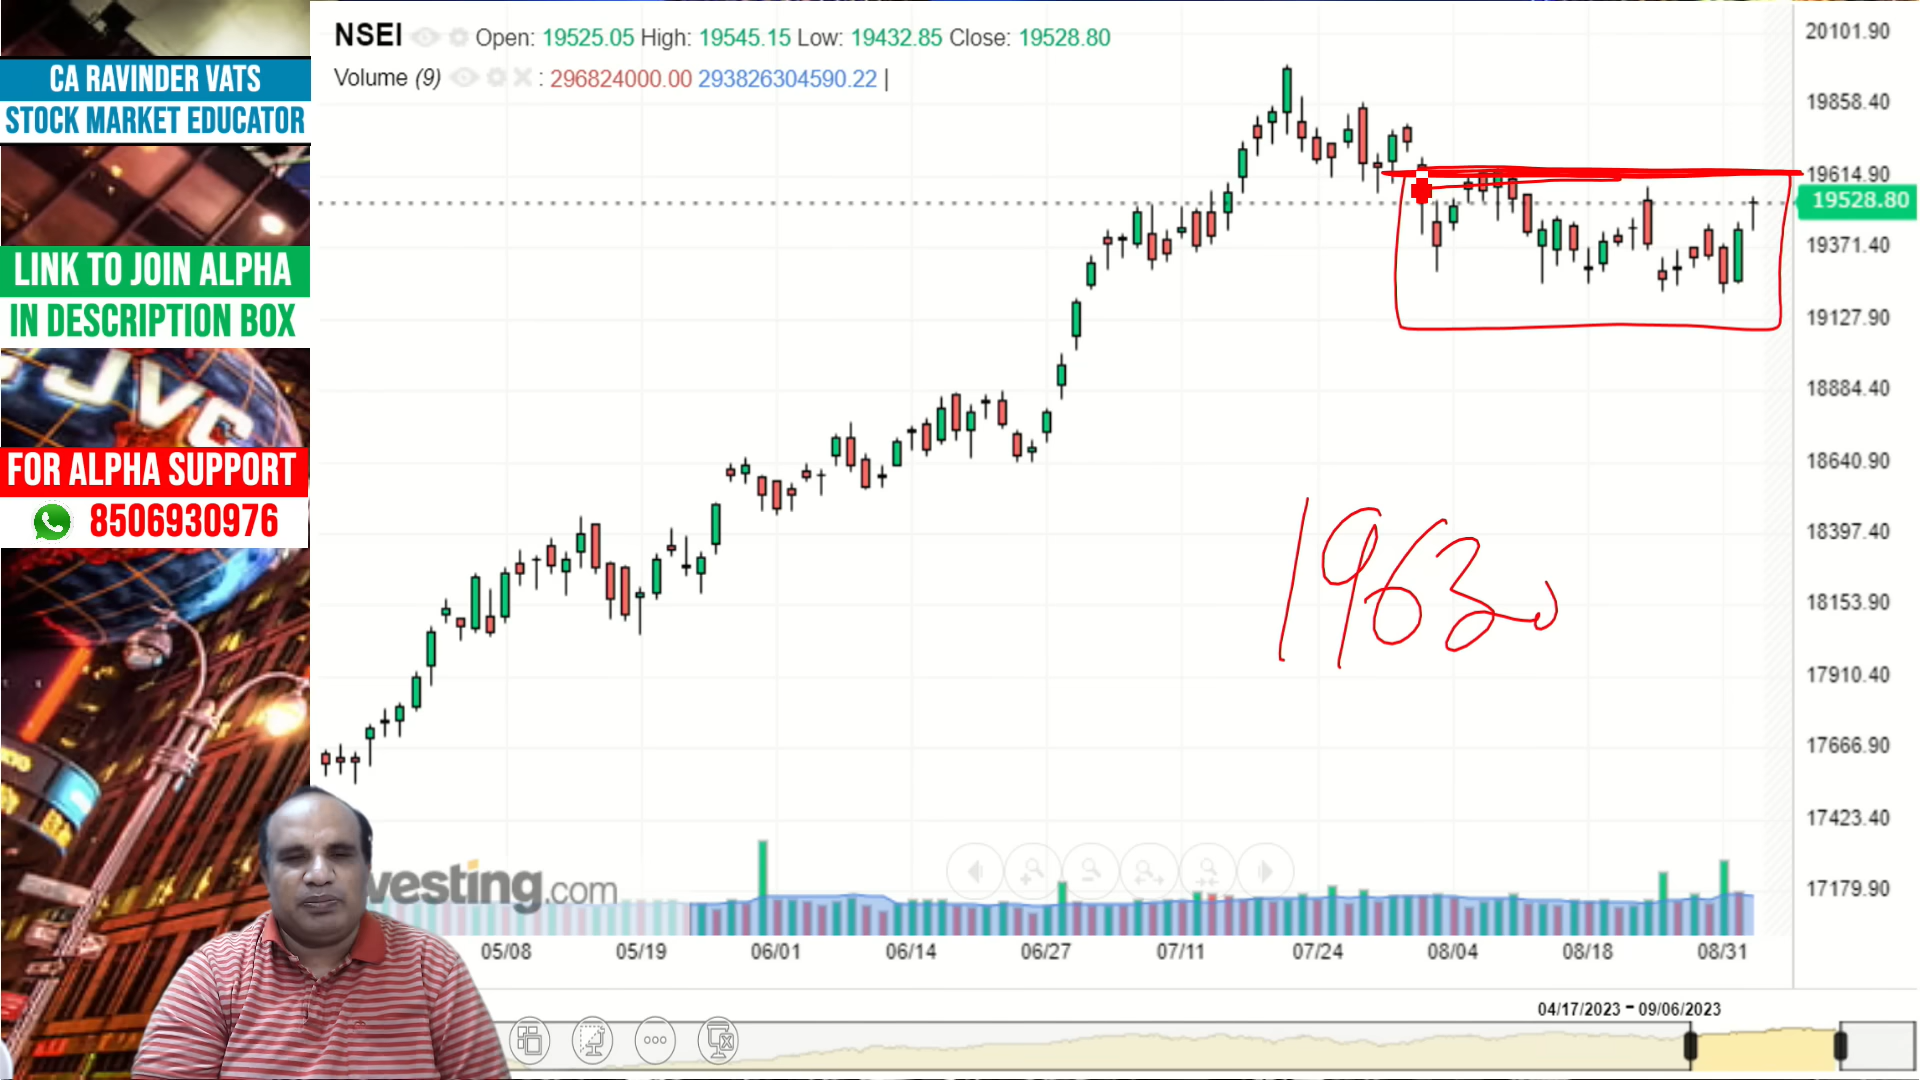 CA RAVINDER VATS
STOCK MARKET EDUCATOR
LINK TO JOIN ALPHA
IN DESCRIPTION BOX
JVC
FOR ALPHA SUPPORT
8506930976
NSEI Open: 19525.05 High: 19545.15 Low: 19432.85 Close: 19528.80
Volume (9) : 296824000.00 293826304590.22 |
20101.90
19858.40
19614.90
19528.80
19371.40
19127.90
18884.40
18640.90
18397.40
18153.90
17910.40
17666.90
17423.40
17179.90
19630
vesting.com
05/08 05/19 06/01 06/14 06/27 07/11 07/24 08/04 08/18 08/31
04/17/2023 - 09/06/2023